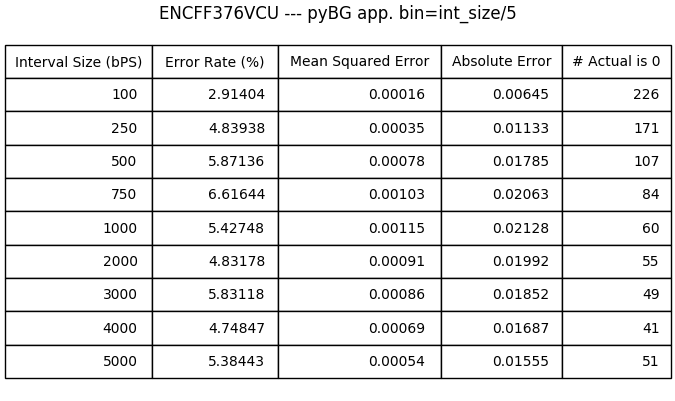 ENCFF376VCU --- pyBG app. bin=int_size/5
Interval Size (bPS) Error Rate (%) Mean Squared Error Absolute Error # Actual is 0
100 2.91404 0.00016 0.00645 226
250 4.83938 0.00035 0.01133 171
500 5.87136 0.00078 0.01785 107
750 6.61644 0.00103 0.02063 84
1000 5.42748 0.00115 0.02128 60
2000 4.83178 0.00091 0.01992 55
3000 5.83118 0.00086 0.01852 49
4000 4.74847 0.00069 0.01687 41
5000 5.38443 0.00054 0.01555 51